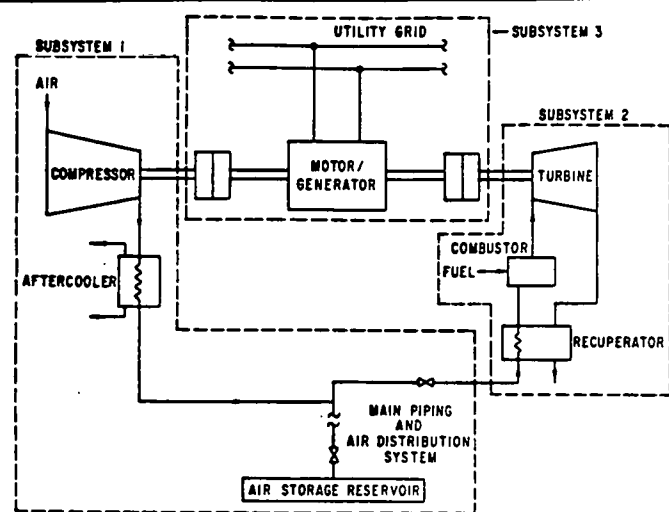 SUBSYSTEM 1
UTILITY GRID
SUBSYSTEM 3
AIR
SUBSYSTEM 2
COMPRESSOR
MOTOR/
GENERATOR
TURBINE
COMBUSTOR
FUEL
AFTERCOOLER
RECUPERATOR
MAIN PIPING
AND
AIR DISTRIBUTION
SYSTEM
AIR STORAGE RESERVOIR